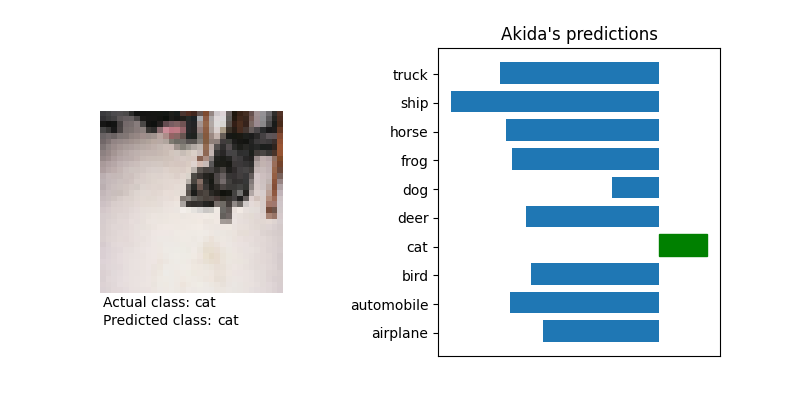 Akida's predictions
truck
ship
horse
frog
dog
deer
cat
bird
automobile
airplane
Actual class: cat
Predicted class: cat